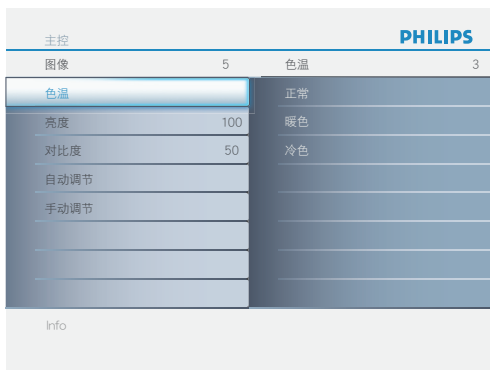 主控 PHILIPS
图像 5 色温 3
色温 正常
亮度 100 暖色
对比度 50 冷色
自动调节
手动调节
Info